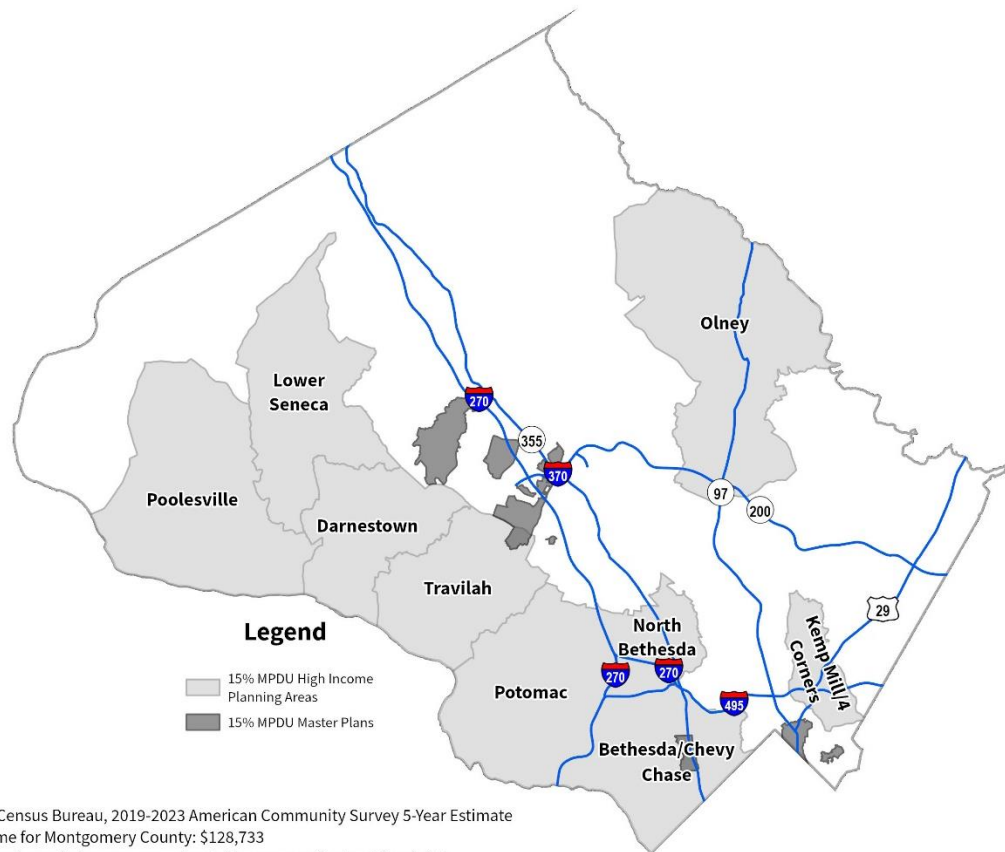 Olney
Lower
Seneca
270
355
370
Poolesville
97
200
Darnestown
Travilah
29
Legend
North
Bethesda
Kemp Mill/4
Corners
15% MPDU High Income
Planning Areas
270
270
Potomac
495
15% MPDU Master Plans
Bethesda/Chevy
Chase
Census Bureau, 2019-2023 American Community Survey 5-Year Estimate
me for Montgomery County: $128,733